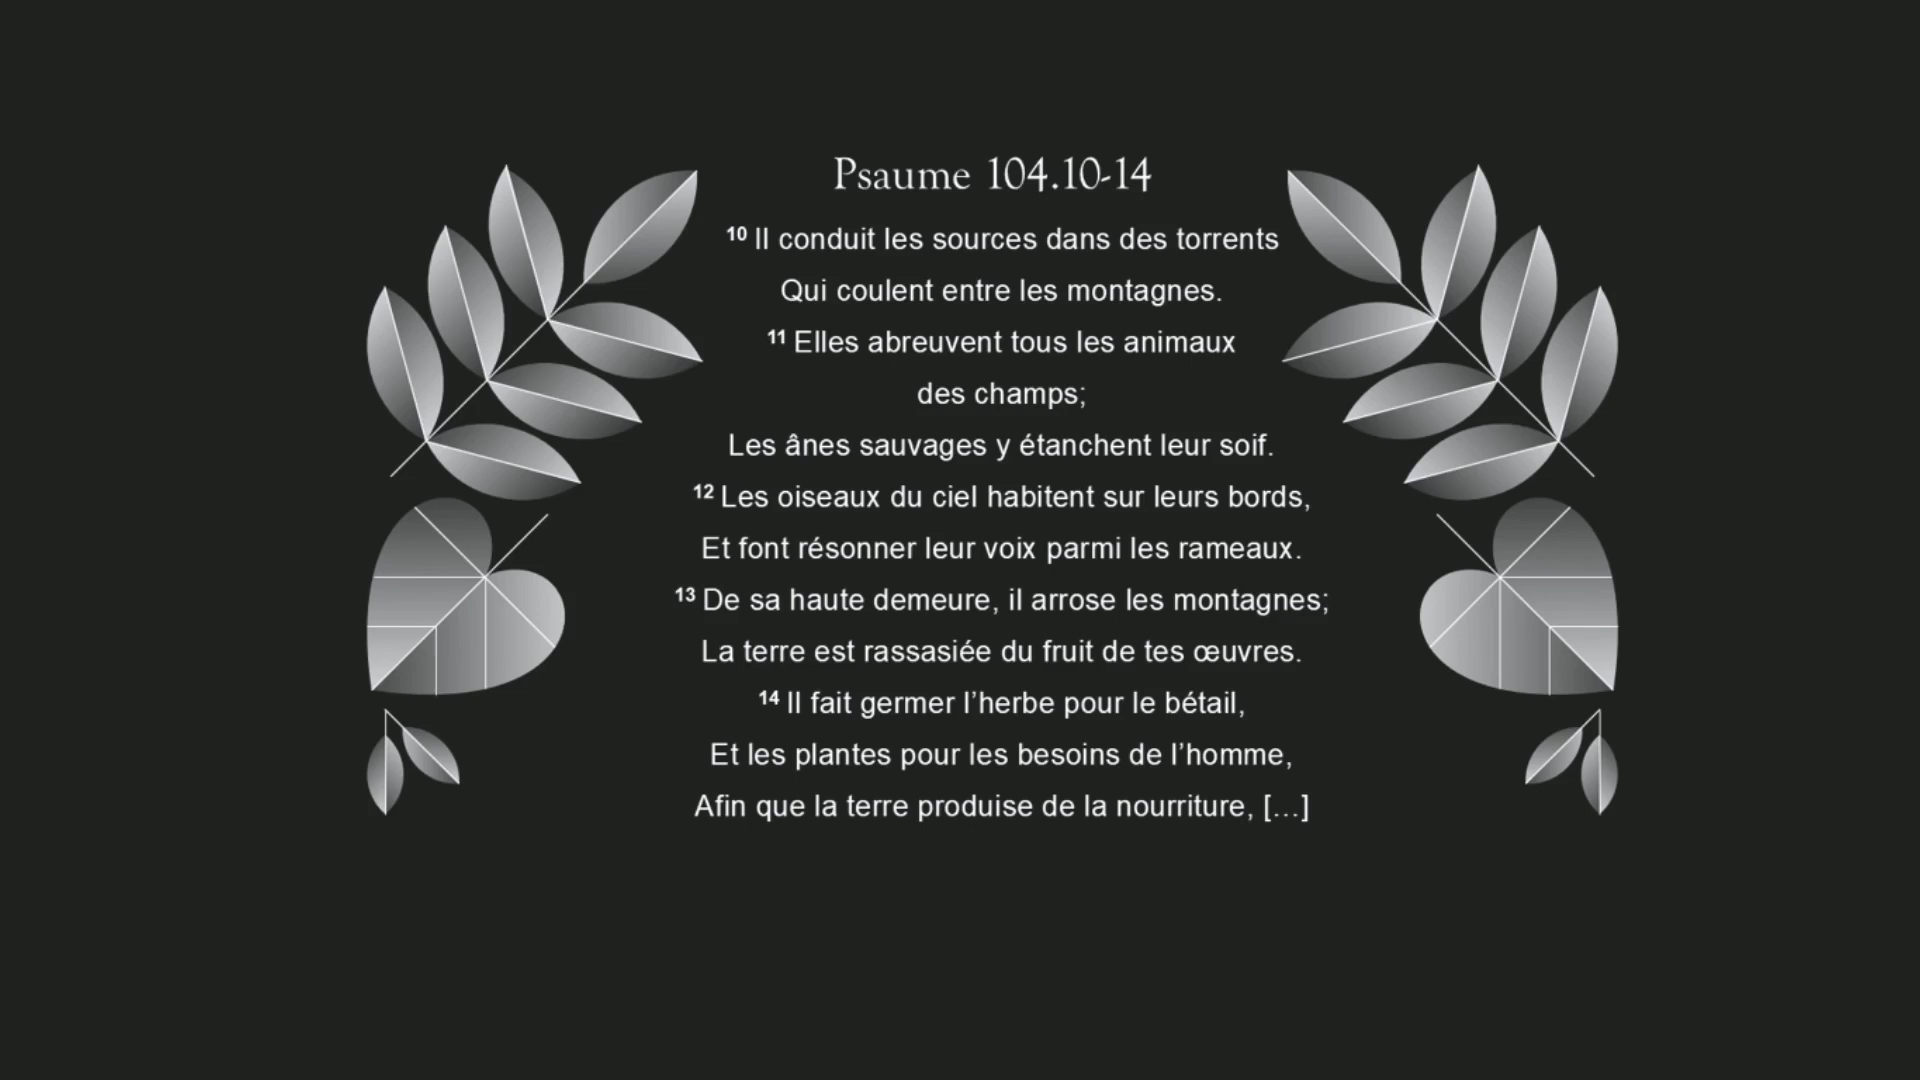 Psaume 104.10-14
10 Il conduit les sources dans des torrents
Qui coulent entre les montagnes.
11 Elles abreuvent tous les animaux
des champs;
Les ânes sauvages y étanchent leur soif.
12 Les oiseaux du ciel habitent sur leurs bords,
Et font résonner leur voix parmi les rameaux.
13 De sa haute demeure, il arrose les montagnes;
La terre est rassasiée du fruit de tes œuvres.
14 Il fait germer l’herbe pour le bétail,
Et les plantes pour les besoins de l’homme,
Afin que la terre produise de la nourriture, […]